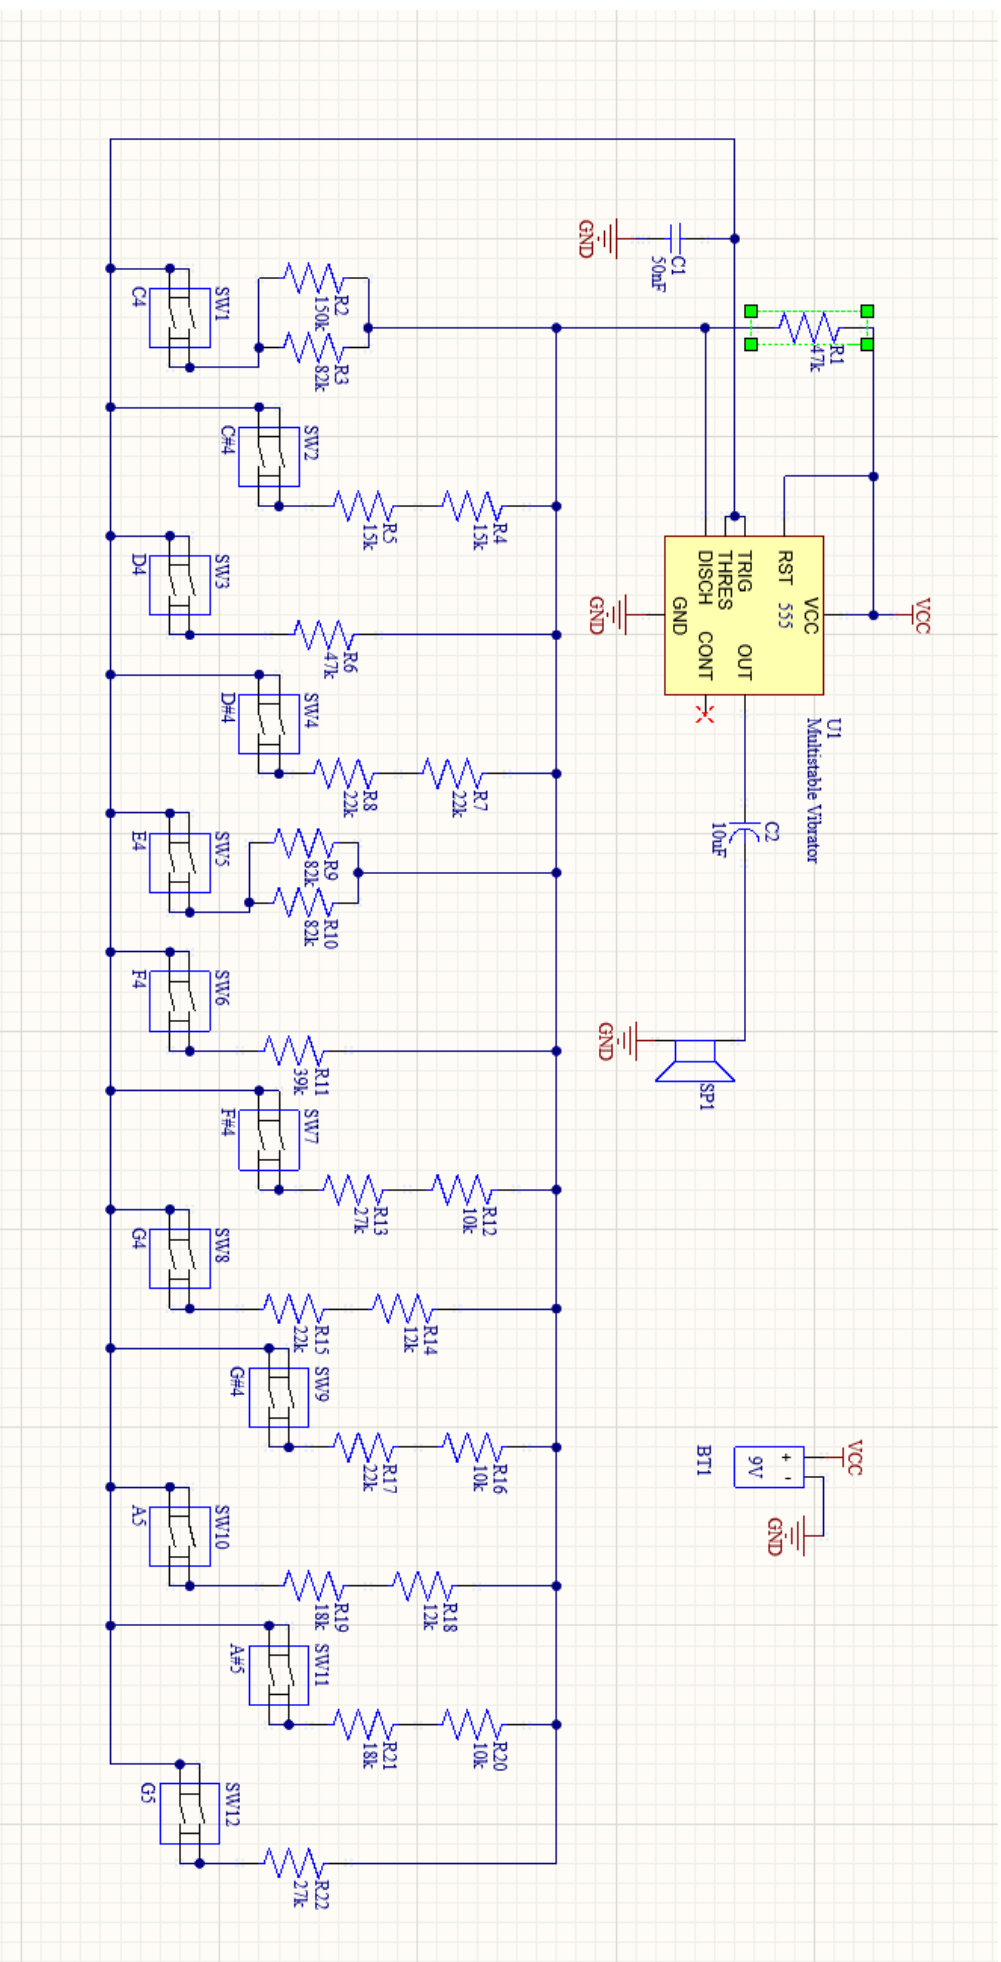 VCC
VCC
R1
47k
U1
Multistable Vibrator
VCC
RST
555
TRIG
THRES
DISCH
OUT
CONT
GND
GND
C2
10uF
SP1
GND
BT1
9V
+ -
GND
C1
50nF
GND
R4
15k
R7
22k
R12
10k
R14
12k
R16
10k
R18
12k
R20
10k
R2
150k
R3
82k
R5
15k
R6
47k
R8
22k
R9
82k
R10
82k
R11
39k
R13
27k
R15
22k
R17
22k
R19
18k
R21
18k
R22
27k
SW1
C4
SW2
C#4
SW3
D4
SW4
D#4
SW5
E4
SW6
F4
SW7
F#4
SW8
G4
SW9
G#4
SW10
A5
SW11
A#5
SW12
G5